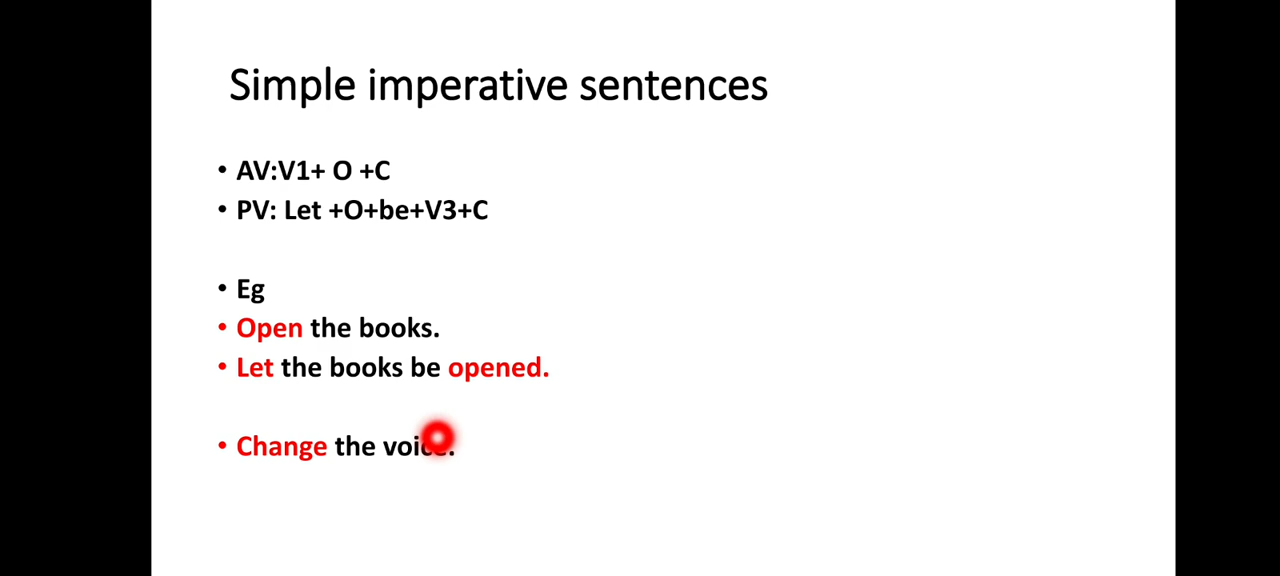 Simple imperative sentences
• AV:V1+ O +C
• PV: Let +O+be+V3+C
• Eg
• Open the books.
• Let the books be opened.
• Change the voice.